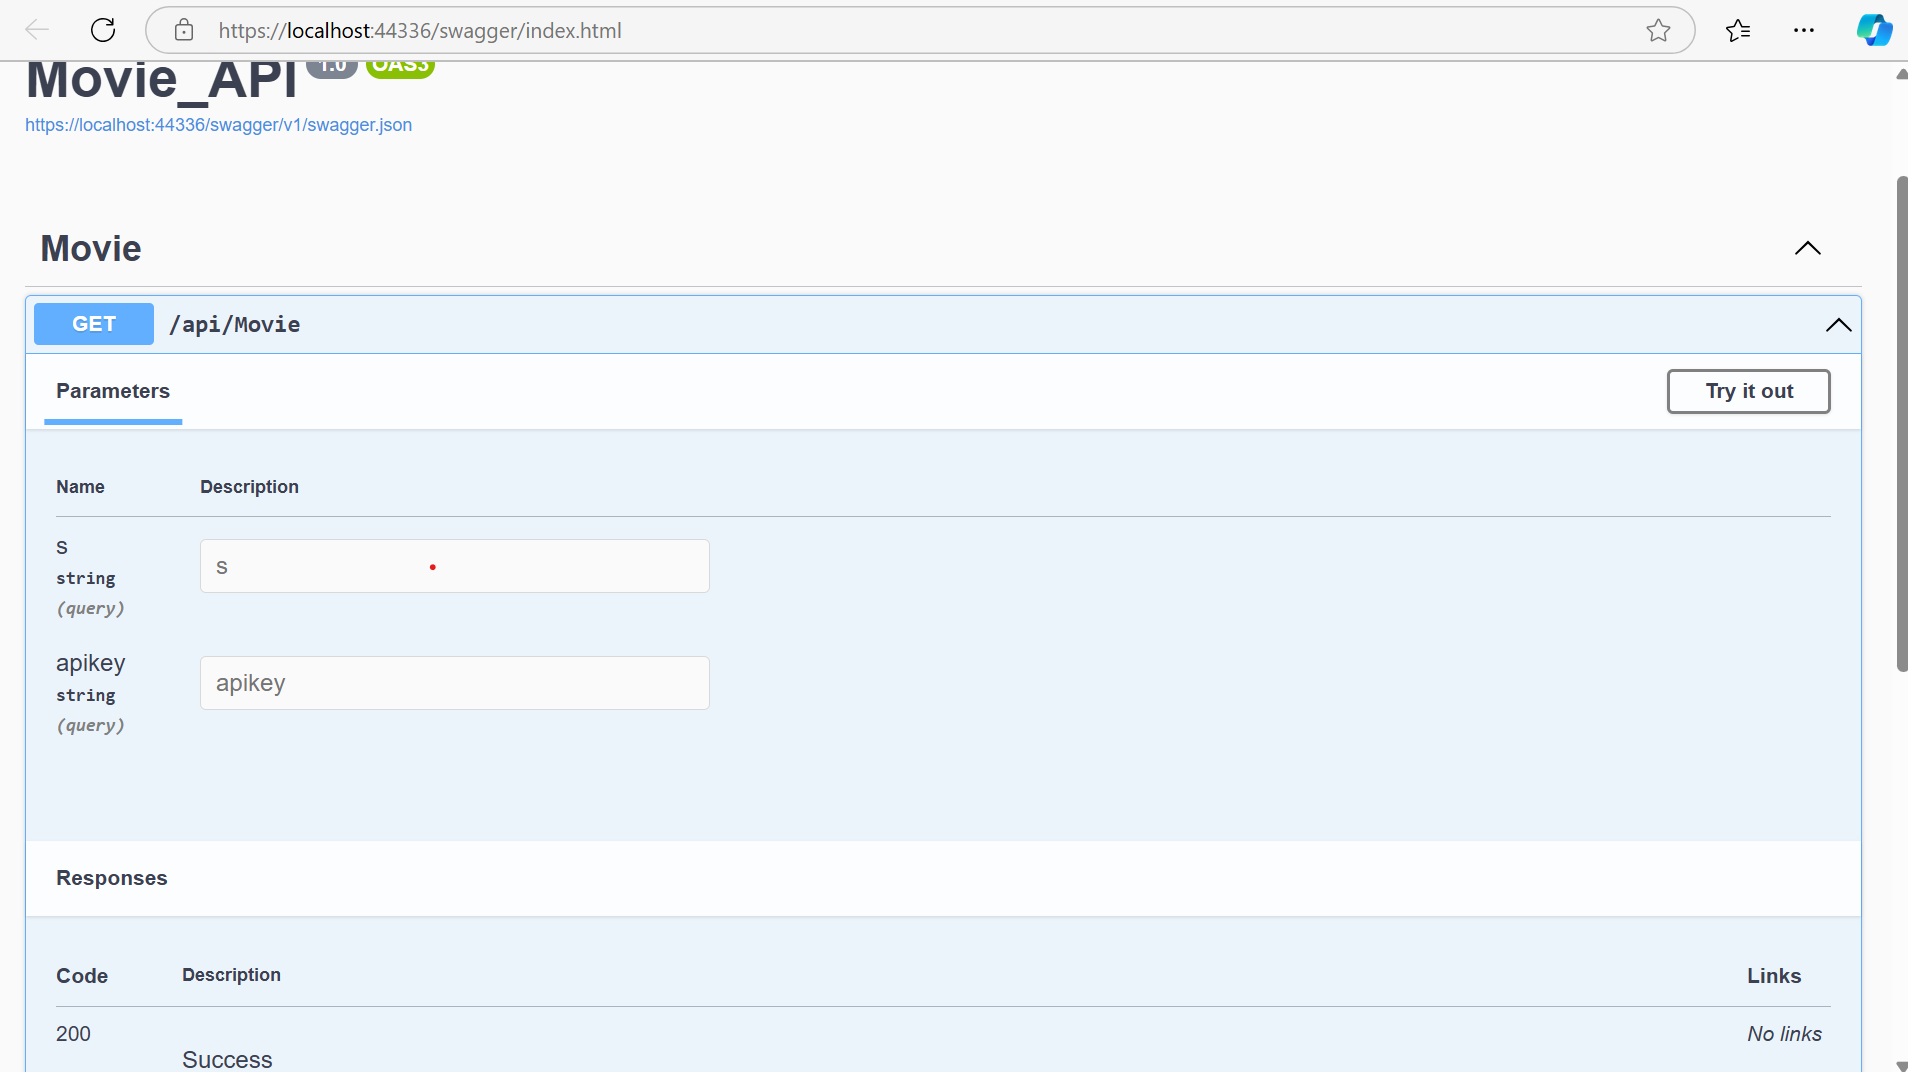 https://localhost:44336/swagger/index.html
Movie_API 1.0 OAS3
https://localhost:44336/swagger/v1/swagger.json
Movie
GET /api/Movie
Parameters
Try it out
Name Description
s
string
(query)
s
apikey
string
(query)
apikey
Responses
Code Description Links
200
Success
No links